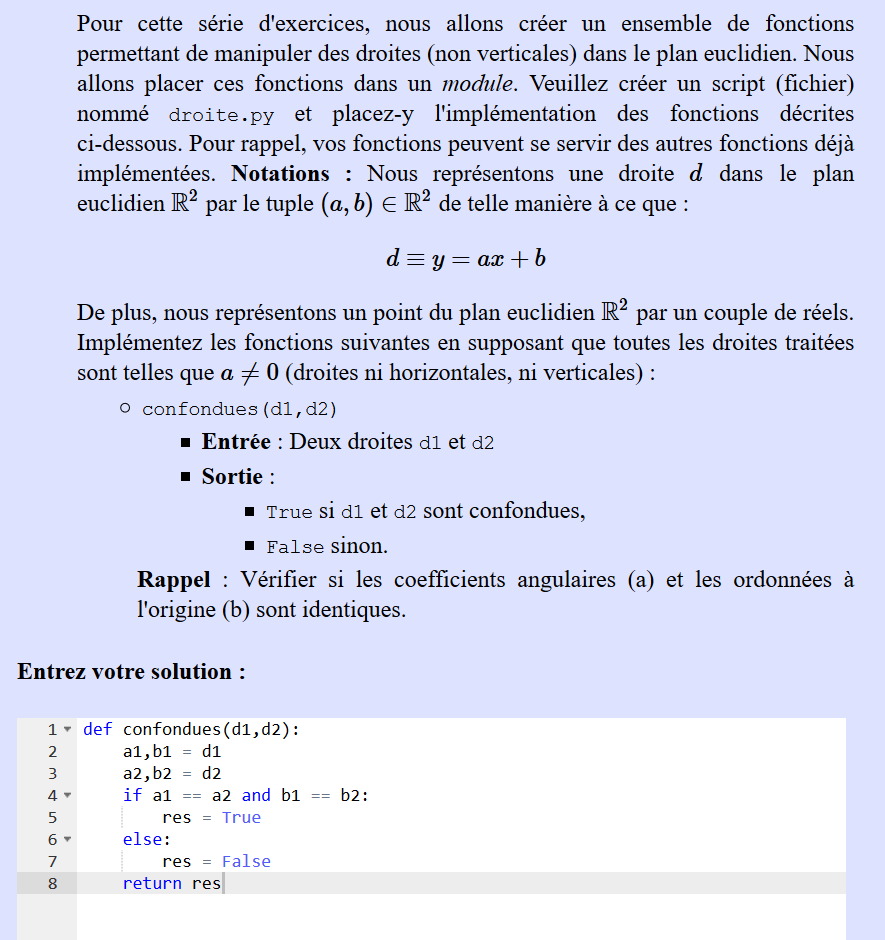 Pour cette série d'exercices, nous allons créer un ensemble de fonctions
permettant de manipuler des droites (non verticales) dans le plan euclidien. Nous
allons placer ces fonctions dans un module. Veuillez créer un script (fichier)
nommé droite.py et placez-y l'implémentation des fonctions décrites
ci-dessous. Pour rappel, vos fonctions peuvent se servir des autres fonctions déjà
implémentées. Notations : Nous représentons une droite d dans le plan
euclidien ℝ² par le tuple (a, b) ∈ ℝ² de telle manière à ce que :
d ≡ y = ax + b
De plus, nous représentons un point du plan euclidien ℝ² par un couple de réels.
Implémentez les fonctions suivantes en supposant que toutes les droites traitées
sont telles que a ≠ 0 (droites ni horizontales, ni verticales) :
confondues(d1,d2)
Entrée : Deux droites d1 et d2
Sortie :
True si d1 et d2 sont confondues,
False sinon.
Rappel : Vérifier si les coefficients angulaires (a) et les ordonnées à
l'origine (b) sont identiques.
Entrez votre solution :
1 def confondues(d1,d2):
2 a1,b1 = d1
3 a2,b2 = d2
4 if a1 == a2 and b1 == b2:
5 res = True
6 else:
7 res = False
8 return res